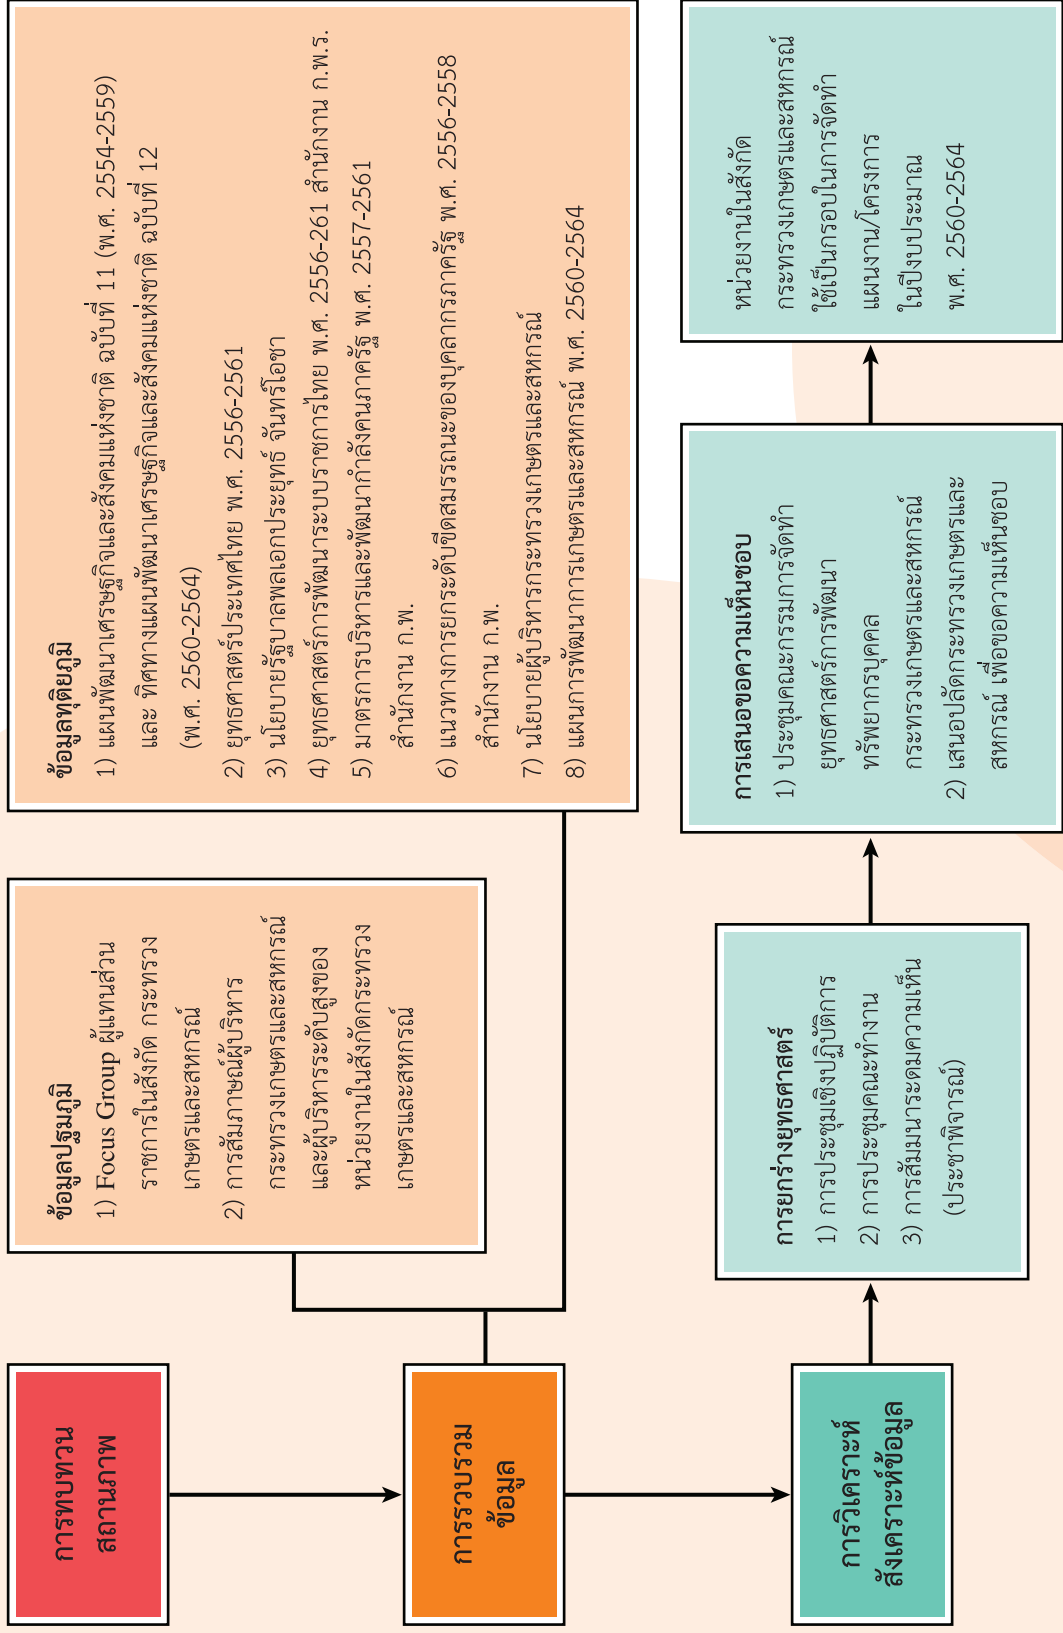 การทบทวน
สถานภาพ
การรวบรวม
ข้อมูล
ข้อมูลปฐมภูมิ
1) Focus Group ผู้แทนส่วน
ราชการในสังกัด กระทรวง
เกษตรและสหกรณ์
2) การสัมภาษณ์ผู้บริหาร
กระทรวงเกษตรและสหกรณ์
และผู้บริหารระดับสูงของ
หน่วยงานในสังกัดกระทรวง
เกษตรและสหกรณ์
ข้อมูลทุติยภูมิ
1) แผนพัฒนาเศรษฐกิจและสังคมแห่งชาติ ฉบับที่ 11 (พ.ศ. 2554-2559)
และ ทิศทางแผนพัฒนาเศรษฐกิจและสังคมแห่งชาติ ฉบับที่ 12
(พ.ศ. 2560-2564)
2) ยุทธศาสตร์ประเทศไทย พ.ศ. 2556-2561
3) นโยบายรัฐบาลพลเอกประยุทธ์ จันทร์โอชา
4) ยุทธศาสตร์การพัฒนาระบบราชการไทย พ.ศ. 2556-261 สำนักงาน ก.พ.ร.
5) มาตรการบริหารและพัฒนากำลังคนภาครัฐ พ.ศ. 2557-2561
สำนักงาน ก.พ.
6) แนวทางการยกระดับขีดสมรรถนะของบุคลากรภาครัฐ พ.ศ. 2556-2558
สำนักงาน ก.พ.
7) นโยบายผู้บริหารกระทรวงเกษตรและสหกรณ์
8) แผนการพัฒนาการเกษตรและสหกรณ์ พ.ศ. 2560-2564
การวิเคราะห์
สังเคราะห์ข้อมูล
การยกร่างยุทธศาสตร์
1) การประชุมเชิงปฏิบัติการ
2) การประชุมคณะทำงาน
3) การสัมมนาระดมความเห็น
(ประชาพิจารณ์)
การเสนอขอความเห็นชอบ
1) ประชุมคณะกรรมการจัดทำ
ยุทธศาสตร์การพัฒนา
ทรัพยากรบุคคล
กระทรวงเกษตรและสหกรณ์
2) เสนอปลัดกระทรวงเกษตรและ
สหกรณ์ เพื่อขอความเห็นชอบ
หน่วยงานในสังกัด
กระทรวงเกษตรและสหกรณ์
ใช้เป็นกรอบในการจัดทำ
แผนงาน/โครงการ
ในปีงบประมาณ
พ.ศ. 2560-2564